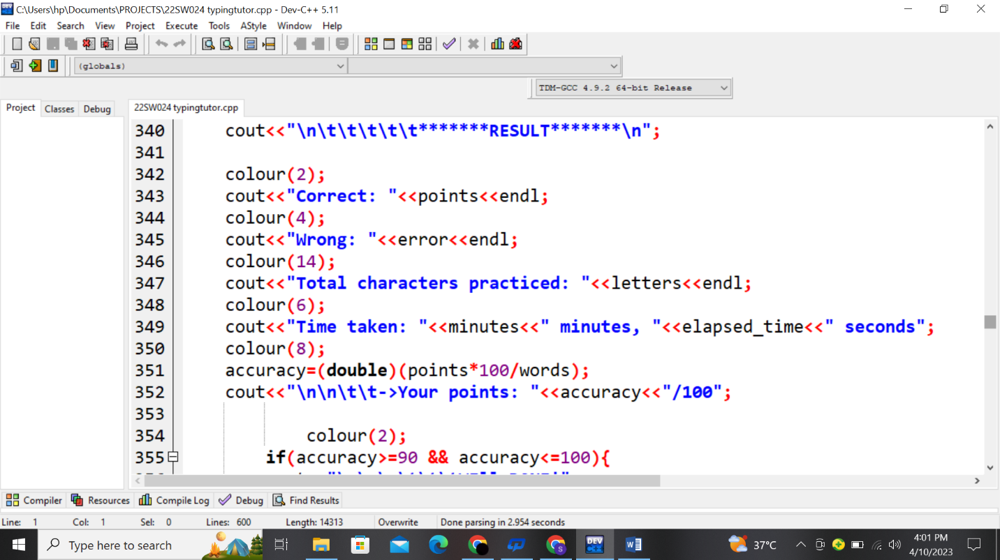 C:\Users\hp\Documents\PROJECTS\22SW024 typingtutor.cpp - Dev-C++ 5.11
File Edit Search View Project Execute Tools AStyle Window Help
(globals)
TDM-GCC 4.9.2 64-bit Release
Project Classes Debug
22SW024 typingtutor.cpp
340 cout<<"\n\t\t\t\t\t*******RESULT*******\n";
341
342 colour(2);
343 cout<<"Correct: "<<points<<endl;
344 colour(4);
345 cout<<"Wrong: "<<error<<endl;
346 colour(14);
347 cout<<"Total characters practiced: "<<letters<<endl;
348 colour(6);
349 cout<<"Time taken: "<<minutes<<" minutes, "<<elapsed_time<<" seconds";
350 colour(8);
351 accuracy=(double)(points*100/words);
352 cout<<"\n\n\t\t->Your points: "<<accuracy<<"/100";
353
354 colour(2);
355 if(accuracy>=90 && accuracy<=100){
Compiler Resources Compile Log Debug Find Results
Line: 1 Col: 1 Sel: 0 Lines: 600 Length: 14313 Overwrite Done parsing in 2.954 seconds
Type here to search
DEV C++
W
S
37°C
4:01 PM
4/10/2023